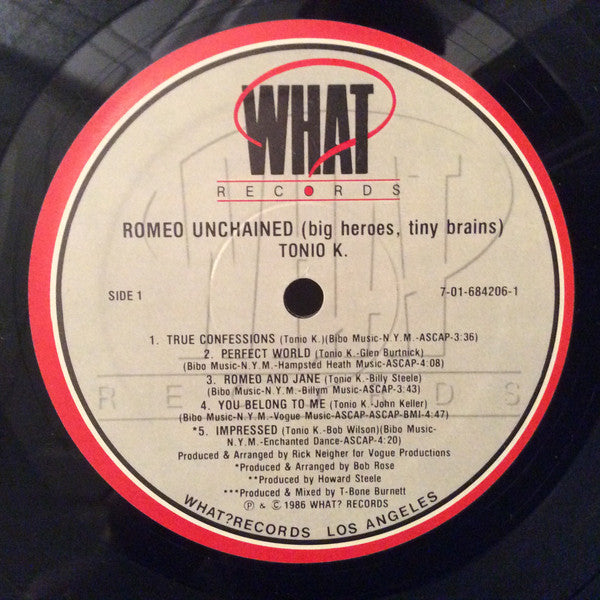 WHAT?
RECORDS
ROMEO UNCHAINED (big heroes, tiny brains)
TONIO K.
SIDE 1
7-01-684206-1
1. TRUE CONFESSIONS (Tonio K.)(Bibo Music-N.Y.M.-ASCAP-3:36)
2. PERFECT WORLD (Tonio K.-Glen Burtnick)
(Bibo Music-N.Y.M.-Hampsted Heath Music-ASCAP-4:08)
3. ROMEO AND JANE (Tonio K.-Billy Steele)
(Bibo Music-N.Y.M.-Billym Music-ASCAP-3:43)
4. YOU BELONG TO ME (Tonio K.-John Keller)
(Bibo Music-N.Y.M.-Vogue Music-ASCAP-ASCAP-BMI-4:47)
*5. IMPRESSED (Tonio K.-Bob Wilson)(Bibo Music-
N.Y.M.-Enchanted Dance-ASCAP-4:20)
Produced & Arranged by Rick Neigher for Vogue Productions
*Produced & Arranged by Bob Rose
**Produced by Howard Steele
***Produced & Mixed by T-Bone Burnett
℗ & © 1986 WHAT? RECORDS
WHAT?RECORDS LOS ANGELES
WHAT?
RECORDS